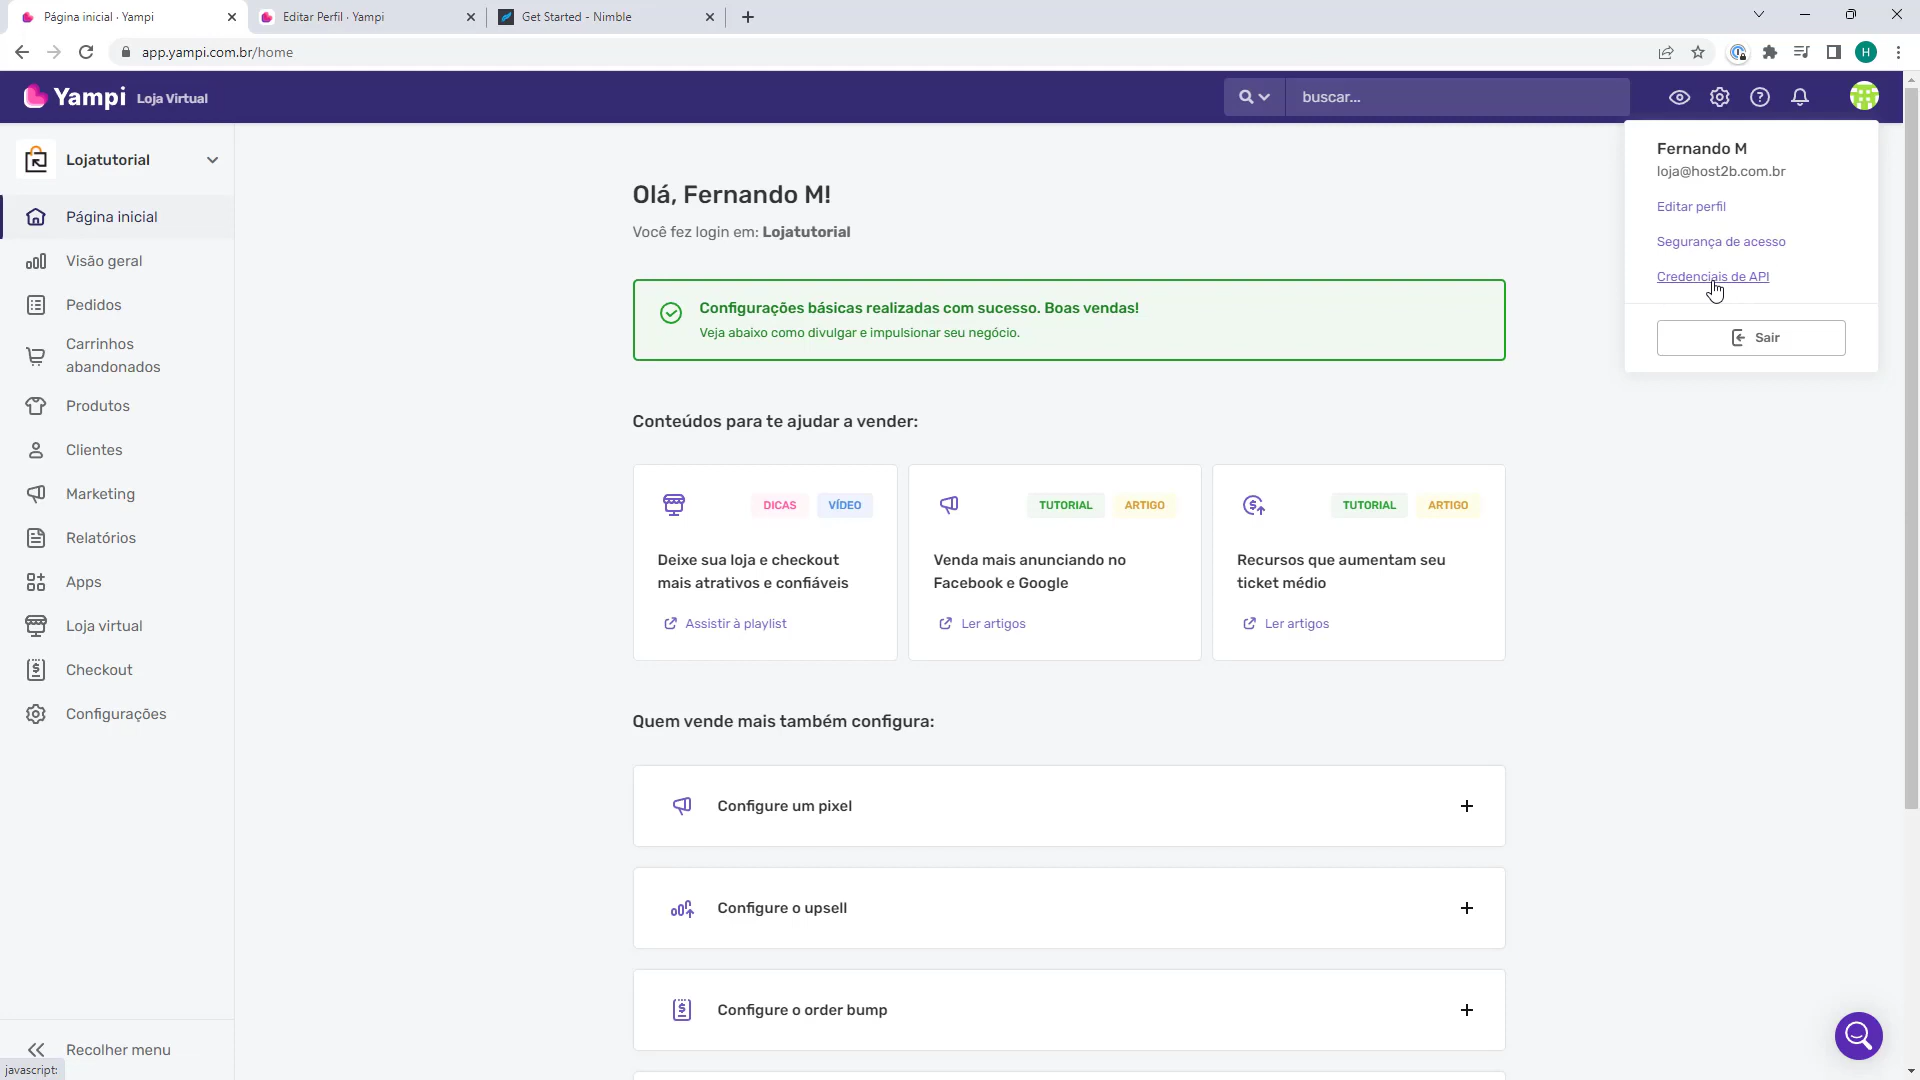 Página inicial · Yampi
Editar Perfil · Yampi
Get Started - Nimble
app.yampi.com.br/home
H
Yampi Loja Virtual
buscar...
Lojatutorial
Página inicial
Visão geral
Pedidos
Carrinhos
abandonados
Produtos
Clientes
Marketing
Relatórios
Apps
Loja virtual
Checkout
Configurações
Recolher menu
javascript:
Olá, Fernando M!
Você fez login em: Lojatutorial
Configurações básicas realizadas com sucesso. Boas vendas!
Veja abaixo como divulgar e impulsionar seu negócio.
Conteúdos para te ajudar a vender:
DICAS VÍDEO
Deixe sua loja e checkout
mais atrativos e confiáveis
Assistir à playlist
TUTORIAL ARTIGO
Venda mais anunciando no
Facebook e Google
Ler artigos
TUTORIAL ARTIGO
Recursos que aumentam seu
ticket médio
Ler artigos
Quem vende mais também configura:
Configure um pixel
Configure o upsell
Configure o order bump
Fernando M
loja@host2b.com.br
Editar perfil
Segurança de acesso
Credenciais de API
Sair